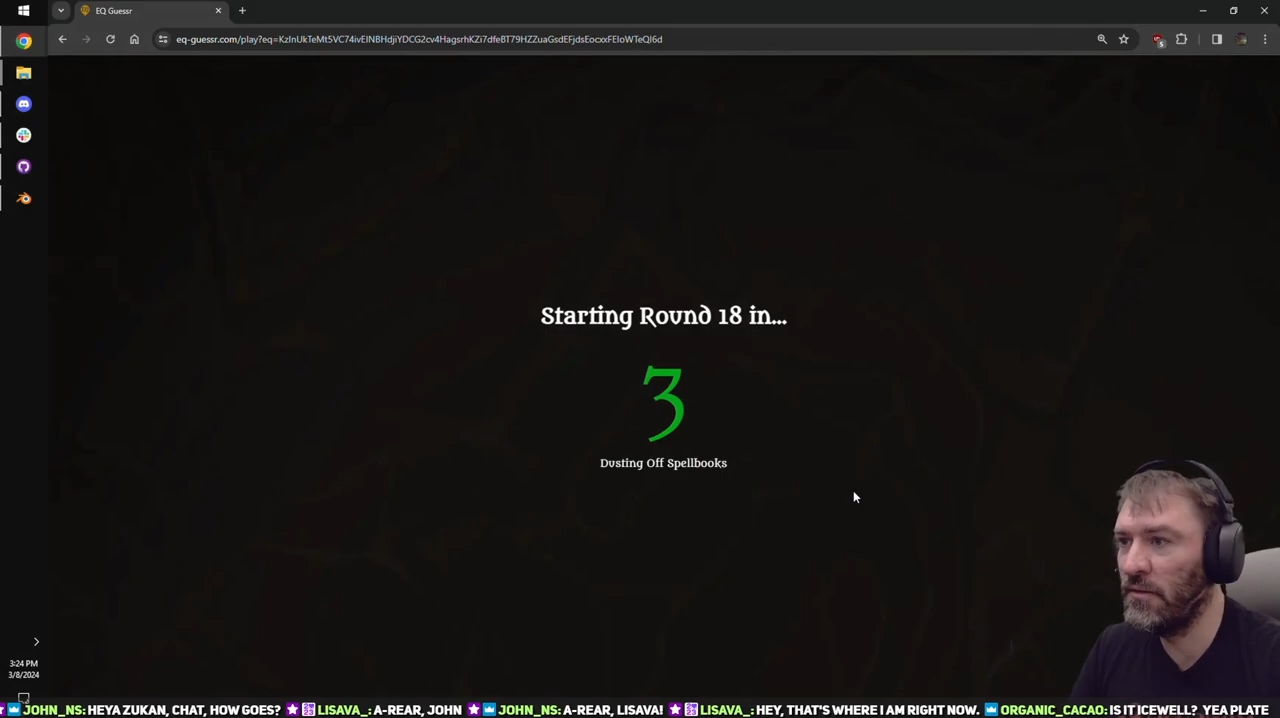 EQ Guessr
eq-guessr.com/play?eq=KzInUkTeMt5VC74ivEINBHdjiYDCG2cv4HagsrhKZi7dfeBT79HZZuaGsdEFjdsEocxxFEIoWTeQI6d
Starting Round 18 in...
3
Dusting Off Spellbooks
3:24 PM
3/8/2024
JOHN_NS: HEYA ZUKAN, CHAT, HOW GOES? LISAVA_: A-REAR, JOHN JOHN_NS: A-REAR, LISAVA! LISAVA_: HEY, THAT'S WHERE I AM RIGHT NOW. ORGANIC_CACAO: IS IT ICEWELL? YEA PLATE